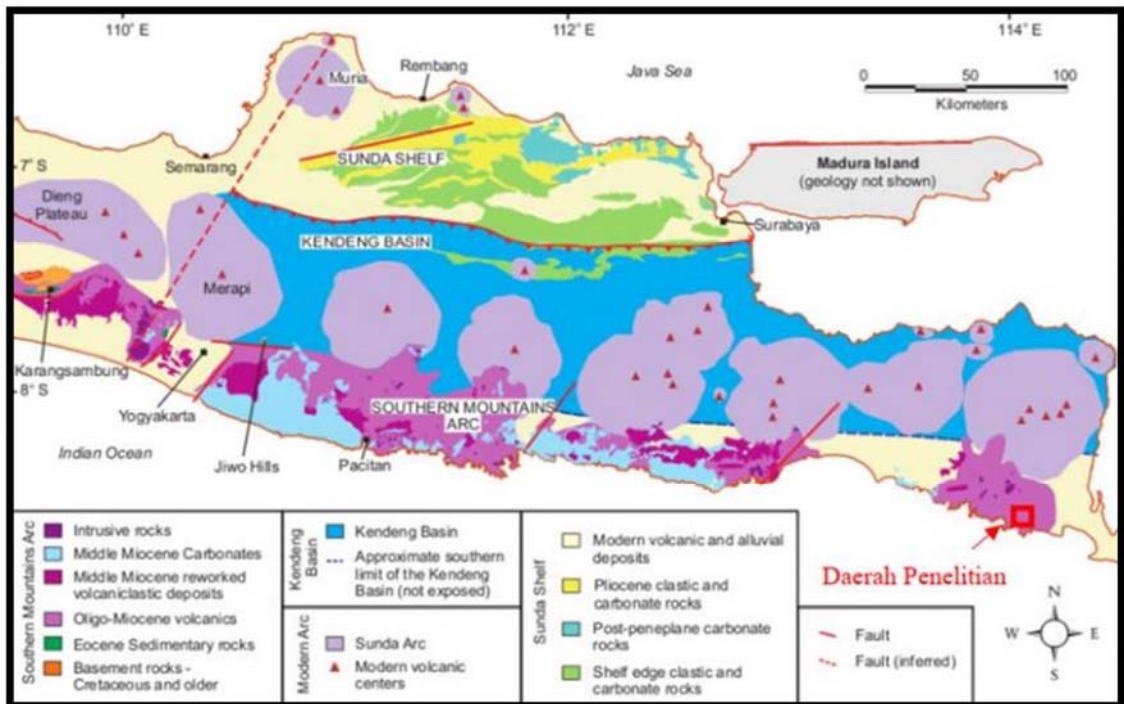 110° E
112° E
114° E
Muria
Rembang
Java Sea
0 50 100
Kilometers
7° S
Semarang
SUNDA SHELF
Madura Island
(geology not shown)
Dieng
Plateau
Surabaya
KENDENG BASIN
Merapi
Karangsambung
8° S
Yogyakarta
SOUTHERN MOUNTAINS
ARC
Indian Ocean
Jiwo Hills
Pacitan
Southern Mountains Arc
Intrusive rocks
Middle Miocene Carbonates
Middle Miocene reworked
volcaniclastic deposits
Oligo-Miocene volcanics
Eocene Sedimentary rocks
Basement rocks -
Cretaceous and older
Kendeng
Basin
Kendeng Basin
Approximate southern
limit of the Kendeng
Basin (not exposed)
Modern Arc
Sunda Arc
Modern volcanic
centers
Sunda Shelf
Modern volcanic and alluvial
deposits
Pliocene clastic and
carbonate rocks
Post-peneplane carbonate
rocks
Shelf edge clastic and
carbonate rocks
Daerah Penelitian
Fault
Fault (inferred)
N
W E
S